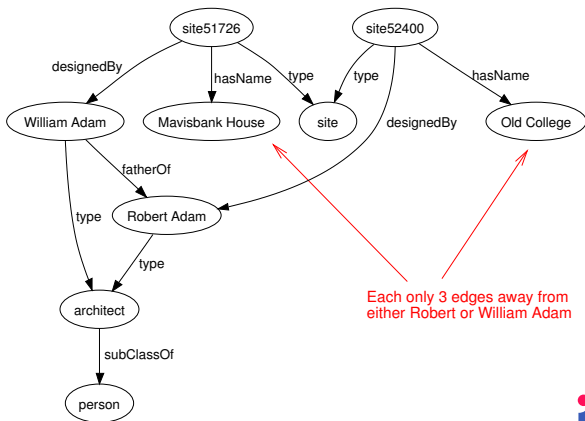 site51726
site52400
designedBy
hasName
type
type
hasName
William Adam
Mavisbank House
site
designedBy
Old College
fatherOf
type
Robert Adam
type
Each only 3 edges away from
either Robert or William Adam
architect
subClassOf
person